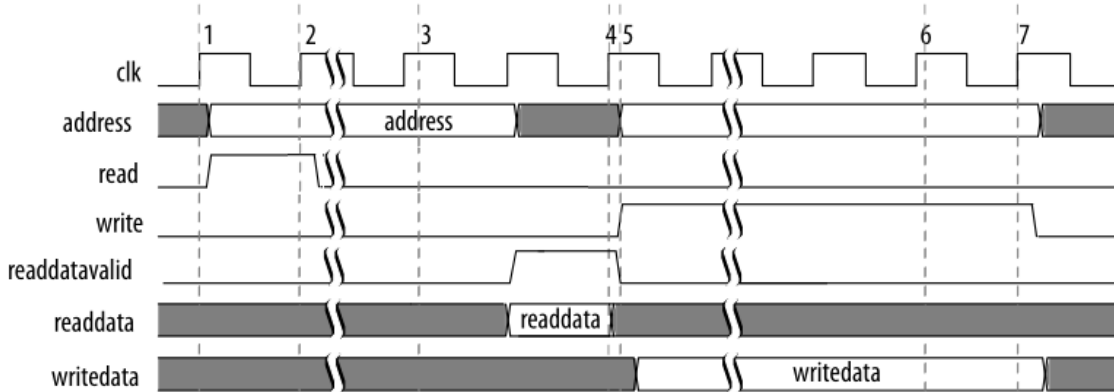 1 2 3 4 5 6 7
clk
address address
read
write
readdatavalid
readdata readdata
writedata writedata